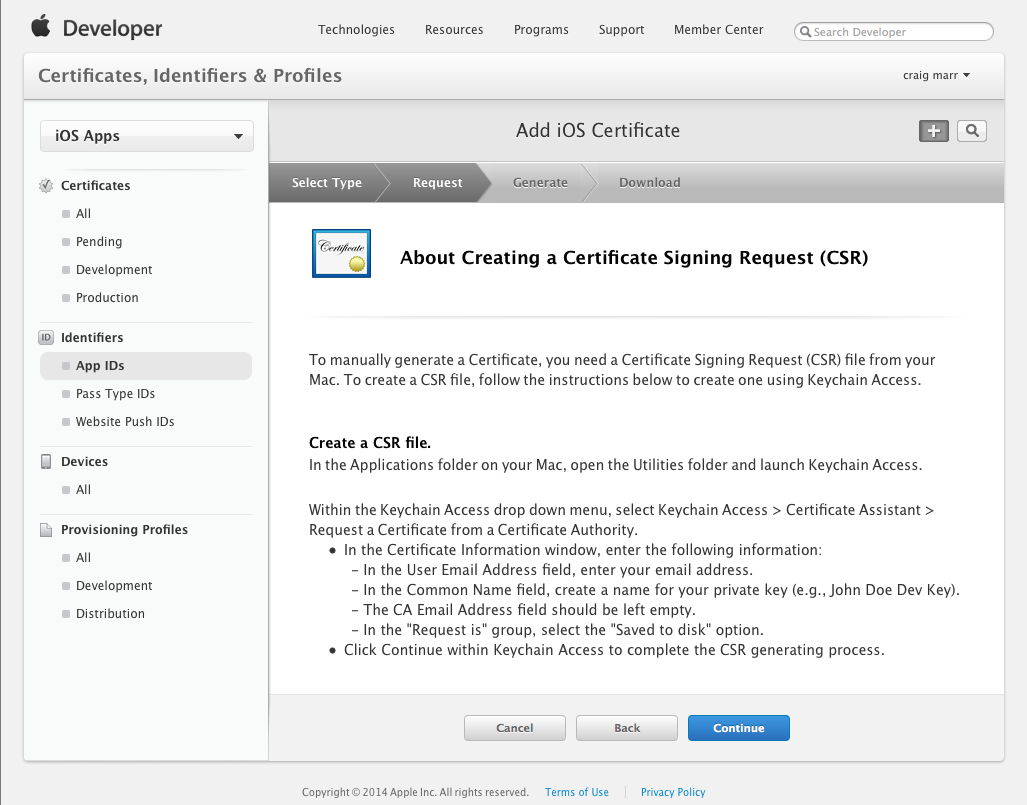 Developer
Technologies
Resources
Programs
Support
Member Center
Search Developer
Certificates, Identifiers & Profiles
craig marr
iOS Apps
Certificates
All
Pending
Development
Production
ID Identifiers
App IDs
Pass Type IDs
Website Push IDs
Devices
All
Provisioning Profiles
All
Development
Distribution
Add iOS Certificate
Select Type
Request
Generate
Download
Certificate
About Creating a Certificate Signing Request (CSR)
To manually generate a Certificate, you need a Certificate Signing Request (CSR) file from your
Mac. To create a CSR file, follow the instructions below to create one using Keychain Access.
Create a CSR file.
In the Applications folder on your Mac, open the Utilities folder and launch Keychain Access.
Within the Keychain Access drop down menu, select Keychain Access > Certificate Assistant >
Request a Certificate from a Certificate Authority.
• In the Certificate Information window, enter the following information:
– In the User Email Address field, enter your email address.
– In the Common Name field, create a name for your private key (e.g., John Doe Dev Key).
– The CA Email Address field should be left empty.
– In the "Request is" group, select the "Saved to disk" option.
• Click Continue within Keychain Access to complete the CSR generating process.
Cancel
Back
Continue
Copyright © 2014 Apple Inc. All rights reserved.
Terms of Use
Privacy Policy